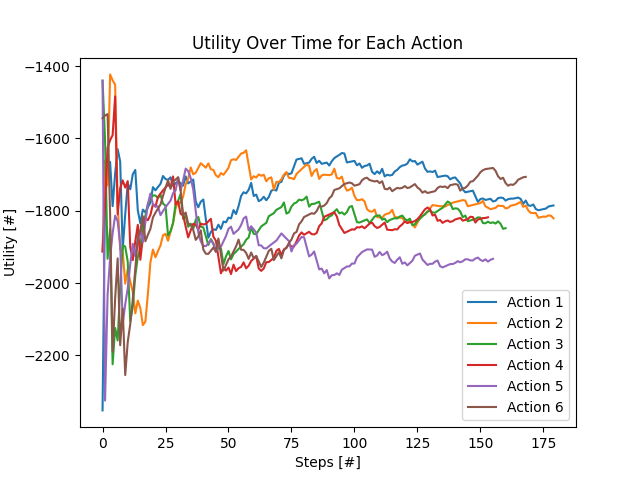 Utility Over Time for Each Action
−1400
−1600
−1800
−2000
−2200
Utility [#]
0 25 50 75 100 125 150 175
Steps [#]
Action 1
Action 2
Action 3
Action 4
Action 5
Action 6